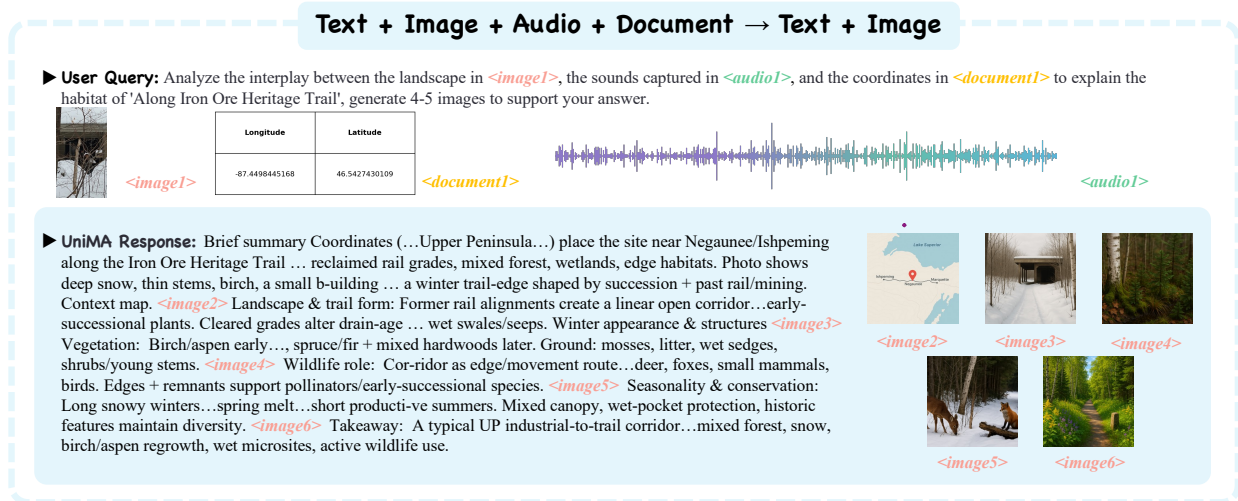 Text + Image + Audio + Document → Text + Image
▶ User Query: Analyze the interplay between the landscape in <image1>, the sounds captured in <audio1>, and the coordinates in <document1> to explain the
habitat of 'Along Iron Ore Heritage Trail', generate 4-5 images to support your answer.
Longitude Latitude
-87.4498445168 46.5427430109
<image1> <document1> <audio1>
▶ UniMA Response: Brief summary Coordinates (…Upper Peninsula…) place the site near Negaunee/Ishpeming
along the Iron Ore Heritage Trail … reclaimed rail grades, mixed forest, wetlands, edge habitats. Photo shows
deep snow, thin stems, birch, a small b-uilding … a winter trail-edge shaped by succession + past rail/mining.
Context map. <image2> Landscape & trail form: Former rail alignments create a linear open corridor…early-
successional plants. Cleared grades alter drain-age … wet swales/seeps. Winter appearance & structures <image3>
Vegetation: Birch/aspen early…, spruce/fir + mixed hardwoods later. Ground: mosses, litter, wet sedges,
shrubs/young stems. <image4> Wildlife role: Cor-ridor as edge/movement route…deer, foxes, small mammals,
birds. Edges + remnants support pollinators/early-successional species. <image5> Seasonality & conservation:
Long snowy winters…spring melt…short producti-ve summers. Mixed canopy, wet-pocket protection, historic
features maintain diversity. <image6> Takeaway: A typical UP industrial-to-trail corridor…mixed forest, snow,
birch/aspen regrowth, wet microsites, active wildlife use.
Lake Superior
Ishpeming
Negaunee
Marquette
<image2> <image3> <image4>
<image5> <image6>